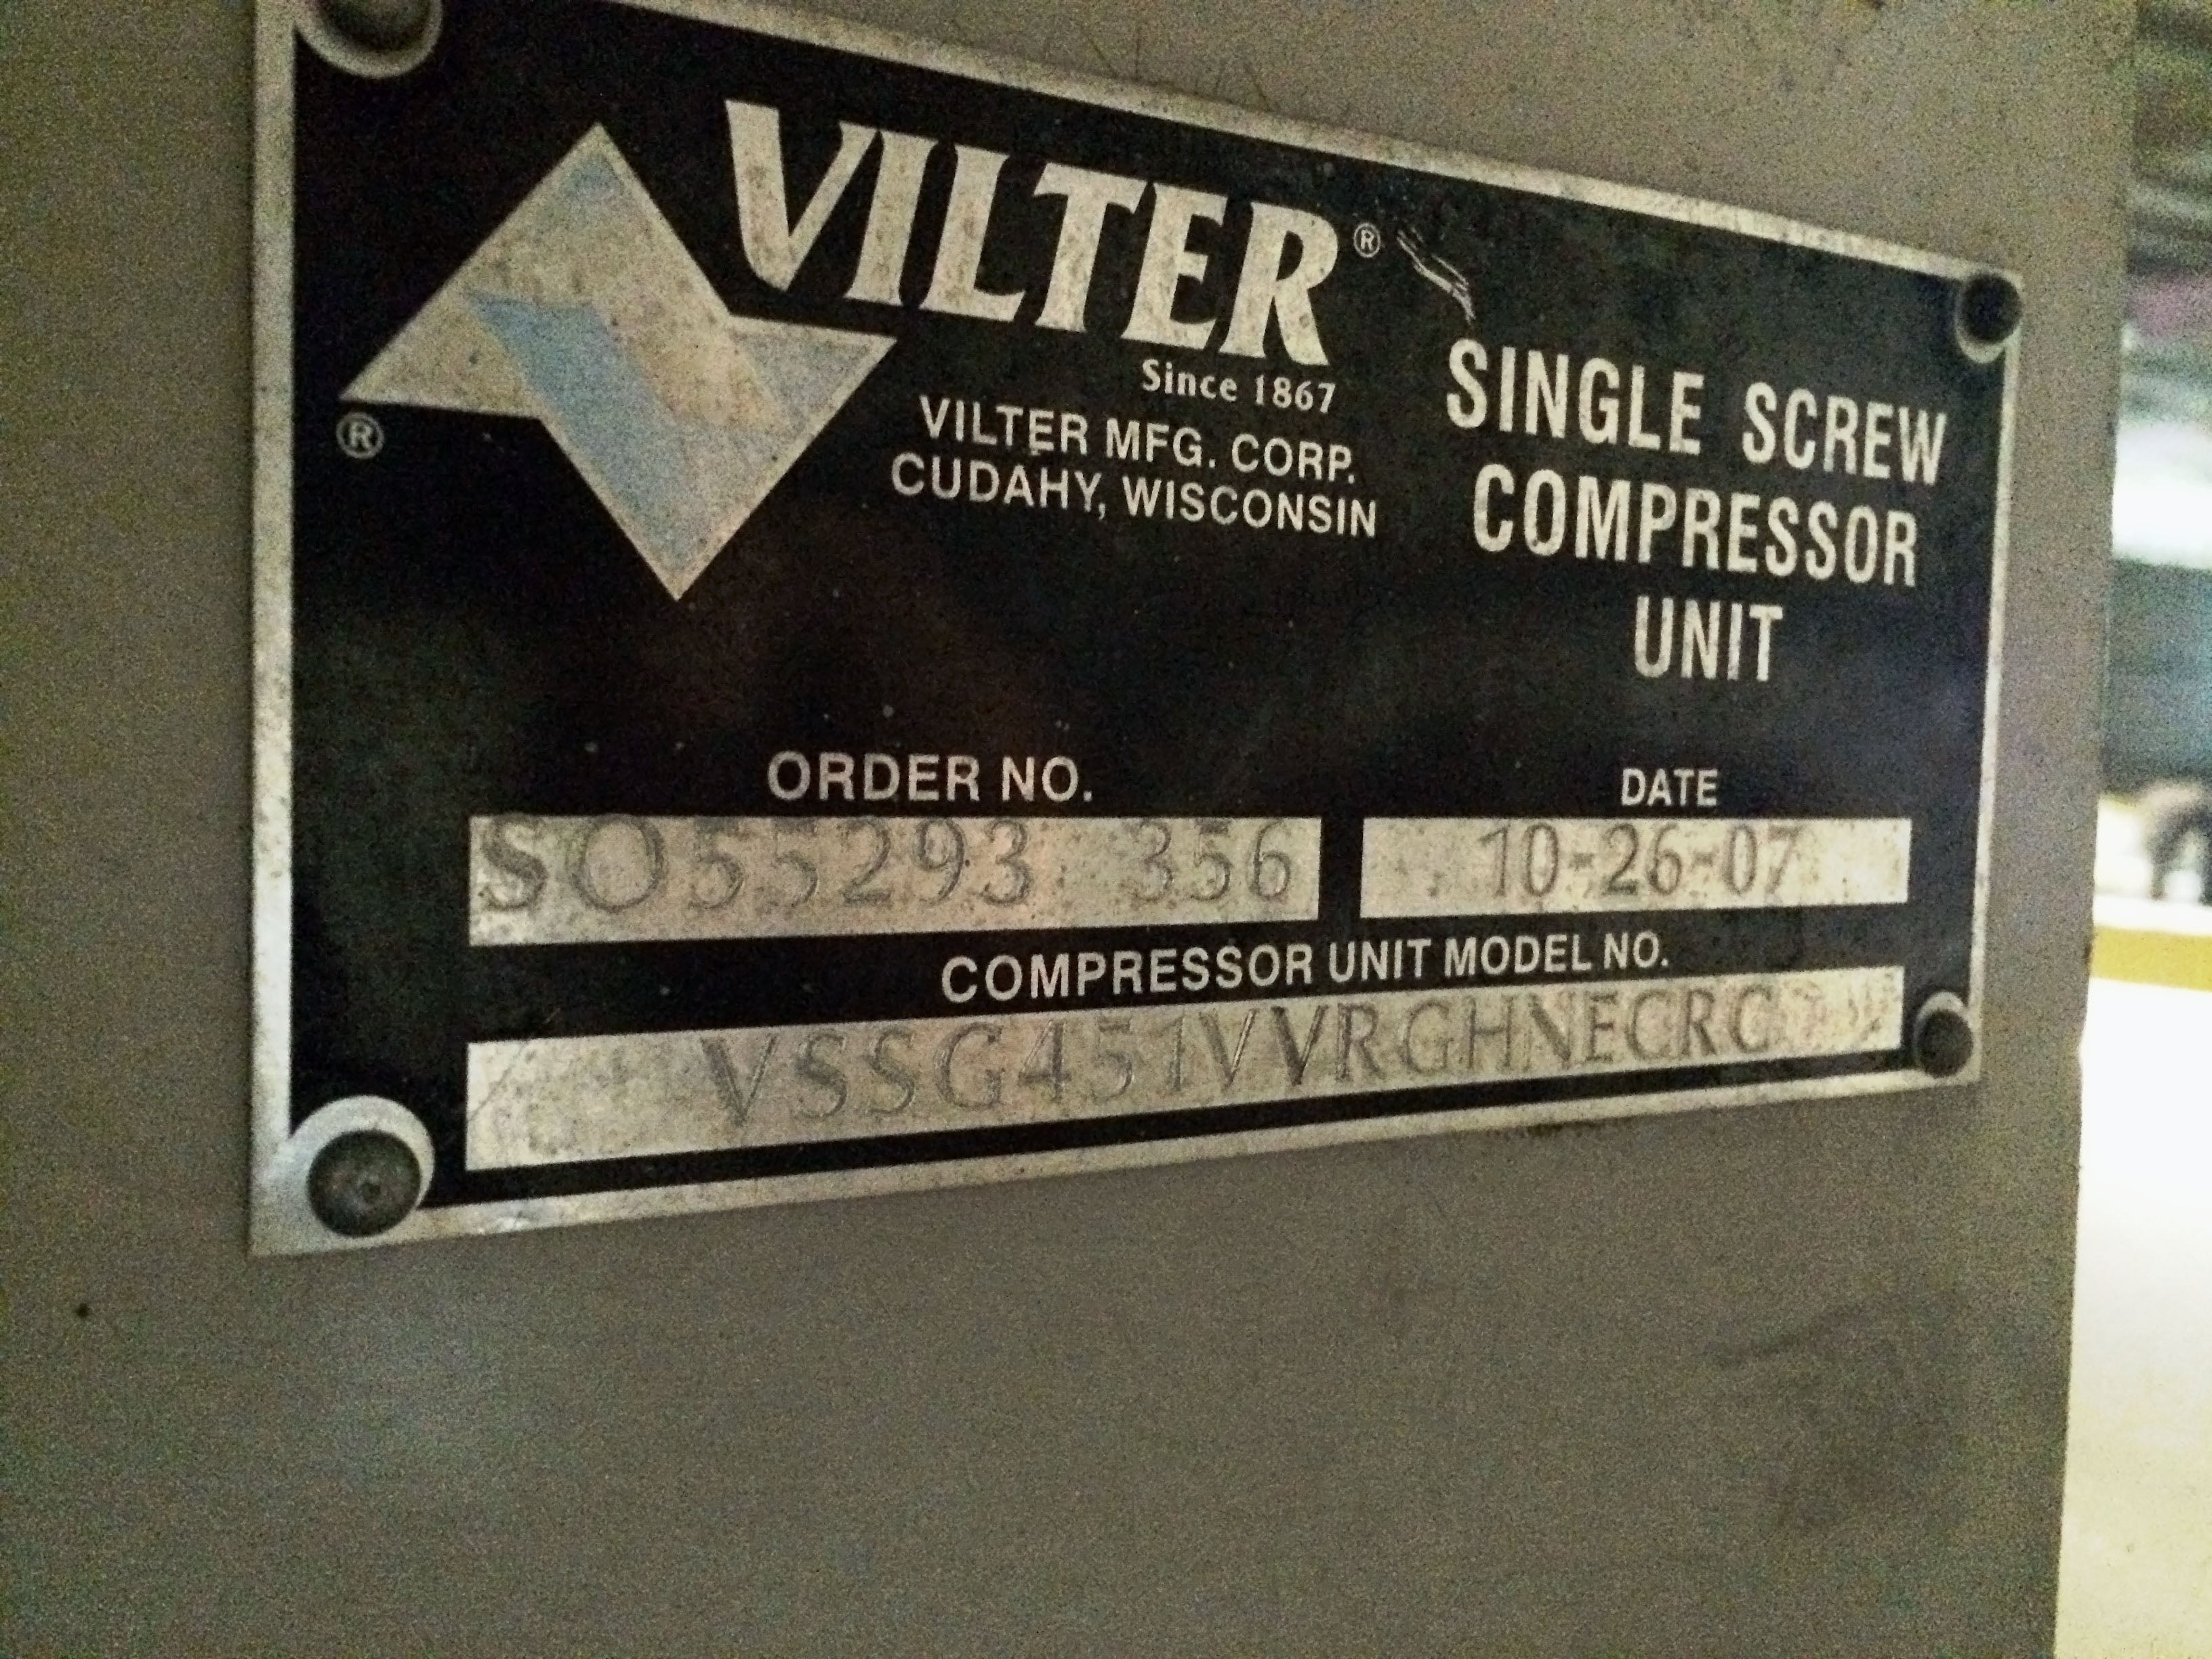 VILTER®
Since 1867
®
VILTER MFG. CORP.
CUDAHY, WISCONSIN
SINGLE SCREW
COMPRESSOR
UNIT
ORDER NO.
DATE
SO55293 356
10-26-07
COMPRESSOR UNIT MODEL NO.
VSSG451VVRGHNECRC